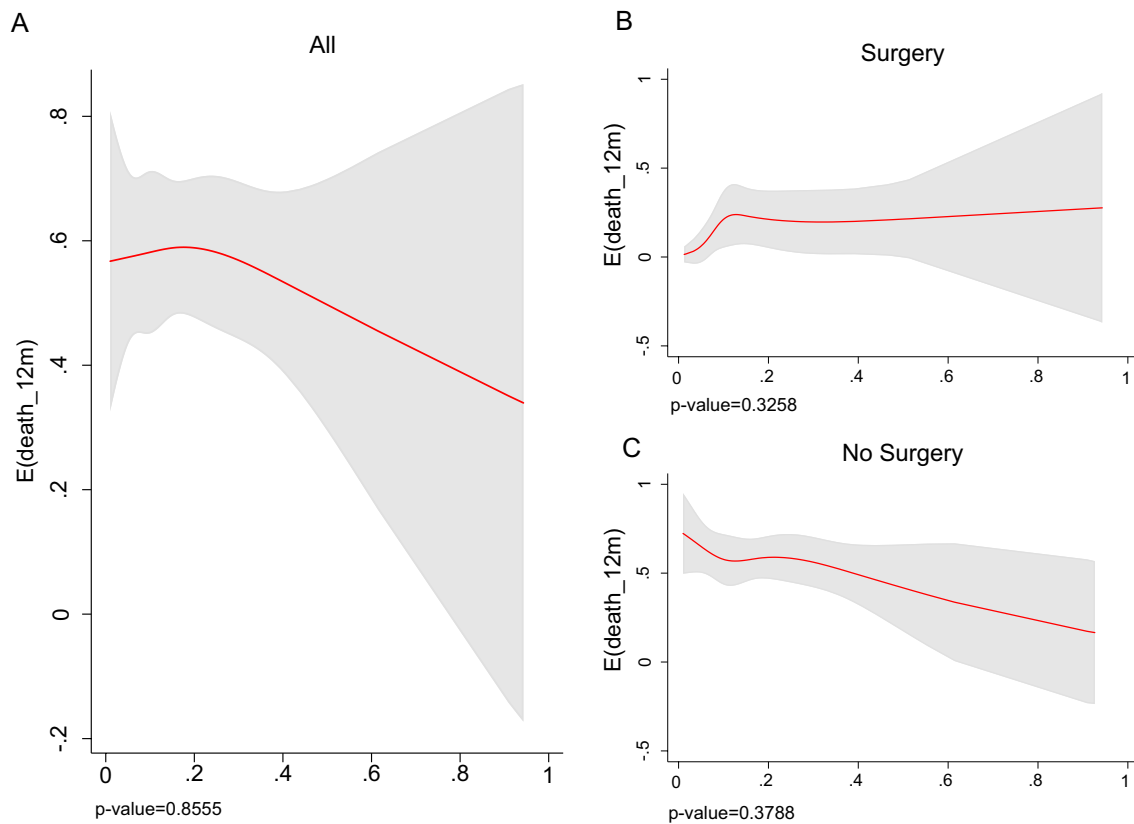 A
All
E(death_12m)
.8
.6
.4
.2
0
-.2
0 .2 .4 .6 .8 1
p-value=0.8555
B
Surgery
E(death_12m)
1
.5
0
-.5
0 .2 .4 .6 .8 1
p-value=0.3258
C
No Surgery
E(death_12m)
1
.5
0
-.5
0 .2 .4 .6 .8 1
p-value=0.3788